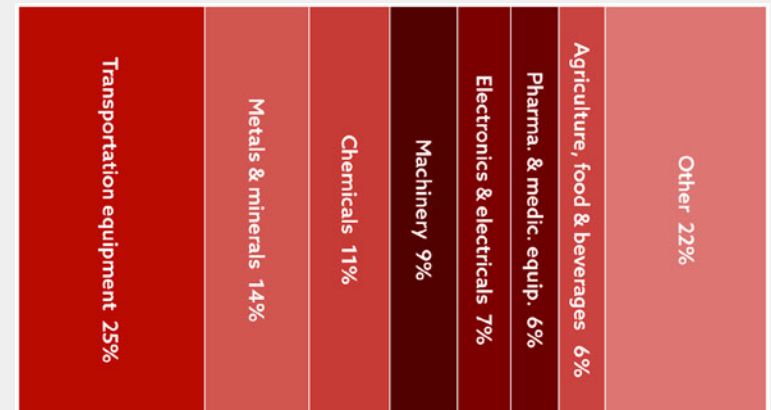 Transportation equipment 25%
Metals & minerals 14%
Chemicals 11%
Machinery 9%
Electronics & electricals 7%
Pharma. & medic. equip. 6%
Agriculture, food & beverages 6%
Other 22%